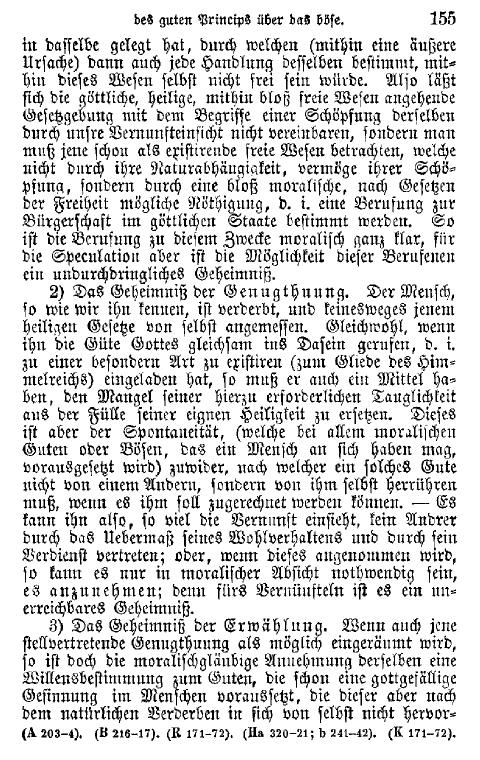 des guten Princips über das böse. 155
in dasselbe gelegt hat, durch welchen (mithin eine äußere
Ursache) dann auch jede Handlung desselben bestimmt, mit-
hin dieses Wesen selbst nicht frei sein würde. Also läßt
sich die göttliche, heilige, mithin bloß freie Wesen angehende
Gesetzgebung mit dem Begriffe einer Schöpfung derselben
durch unsre Vernunfteinsicht nicht vereinbaren, sondern man
muß jene schon als existirende freie Wesen betrachten, welche
nicht durch ihre Naturabhängigkeit, vermöge ihrer Schö-
pfung, sondern durch eine bloß moralische, nach Gesetzen
der Freiheit mögliche Nöthigung, d. i. eine Berufung zur
Bürgerschaft im göttlichen Staate bestimmt werden. So
ist die Berufung zu diesem Zwecke moralisch ganz klar, für
die Speculation aber ist die Möglichkeit dieser Berufenen
ein undurchdringliches Geheimniß.
2) Das Geheimniß der Genugthuung. Der Mensch,
so wie wir ihn kennen, ist verderbt, und keinesweges jenem
heiligen Gesetze von selbst angemessen. Gleichwohl, wenn
ihn die Güte Gottes gleichsam ins Dasein gerufen, d. i.
zu einer besondern Art zu existiren (zum Gliede des Him-
melreichs) eingeladen hat, so muß er auch ein Mittel ha-
ben, den Mangel seiner hierzu erforderlichen Tauglichkeit
aus der Fülle seiner eignen Heiligkeit zu ersetzen. Dieses
ist aber der Spontaneität, (welche bei allem moralischen
Guten oder Bösen, das ein Mensch an sich haben mag,
vorausgesetzt wird) zuwider, nach welcher ein solches Gute
nicht von einem Andern, sondern von ihm selbst herrühren
muß, wenn es ihm soll zugerechnet werden können. — Es
kann ihn also, so viel die Vernunft einsieht, kein Andrer
durch das Uebermaß seines Wohlverhaltens und durch sein
Verdienst vertreten; oder, wenn dieses angenommen wird,
so kann es nur in moralischer Absicht nothwendig sein,
es anzunehmen; denn fürs Vernünfteln ist es ein un-
erreichbares Geheimniß.
3) Das Geheimniß der Erwählung. Wenn auch jene
stellvertretende Genugthuung als möglich eingeräumt wird,
so ist doch die moralischgläubige Annehmung derselben eine
Willensbestimmung zum Guten, die schon eine gottgefällige
Gesinnung im Menschen voraussetzt, die dieser aber nach
dem natürlichen Verderben in sich von selbst nicht hervor-
(A 203-4). (B 216-17). (R 171-72). (Ha 320-21; b 241-42). (K 171-72).